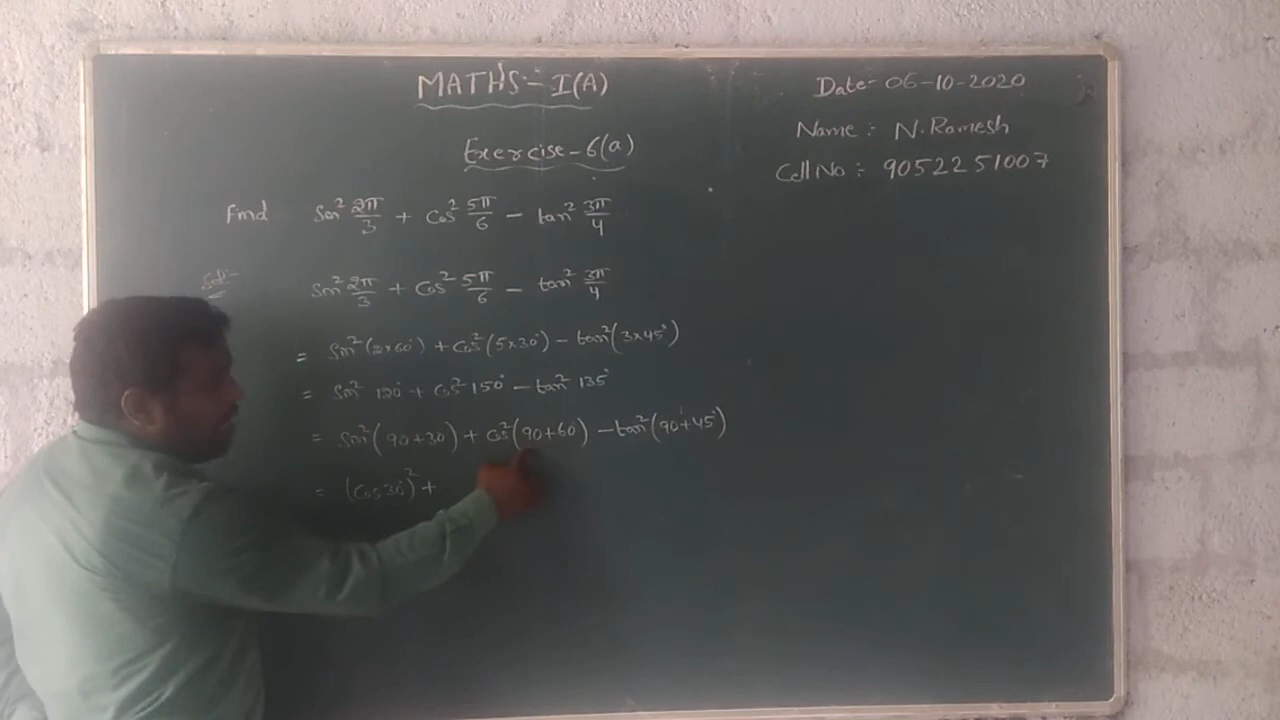 MATHS:- I(A)
Date:- 06-10-2020
Name : N. Ramesh
Exercise-6(a)
Cell No :- 9052251007
Find Sin² 2π/3 + Cos² 5π/6 - tan² 3π/4
Sol:- Sin² 2π/3 + Cos² 5π/6 - tan² 3π/4
= Sin²(2×60°) + Cos²(5×30°) - tan²(3×45°)
= Sin² 120° + Cos² 150° - tan² 135°
= Sin²(90+30) + Cos²(90+60°) - tan²(90+45°)
= (Cos 30°)² +